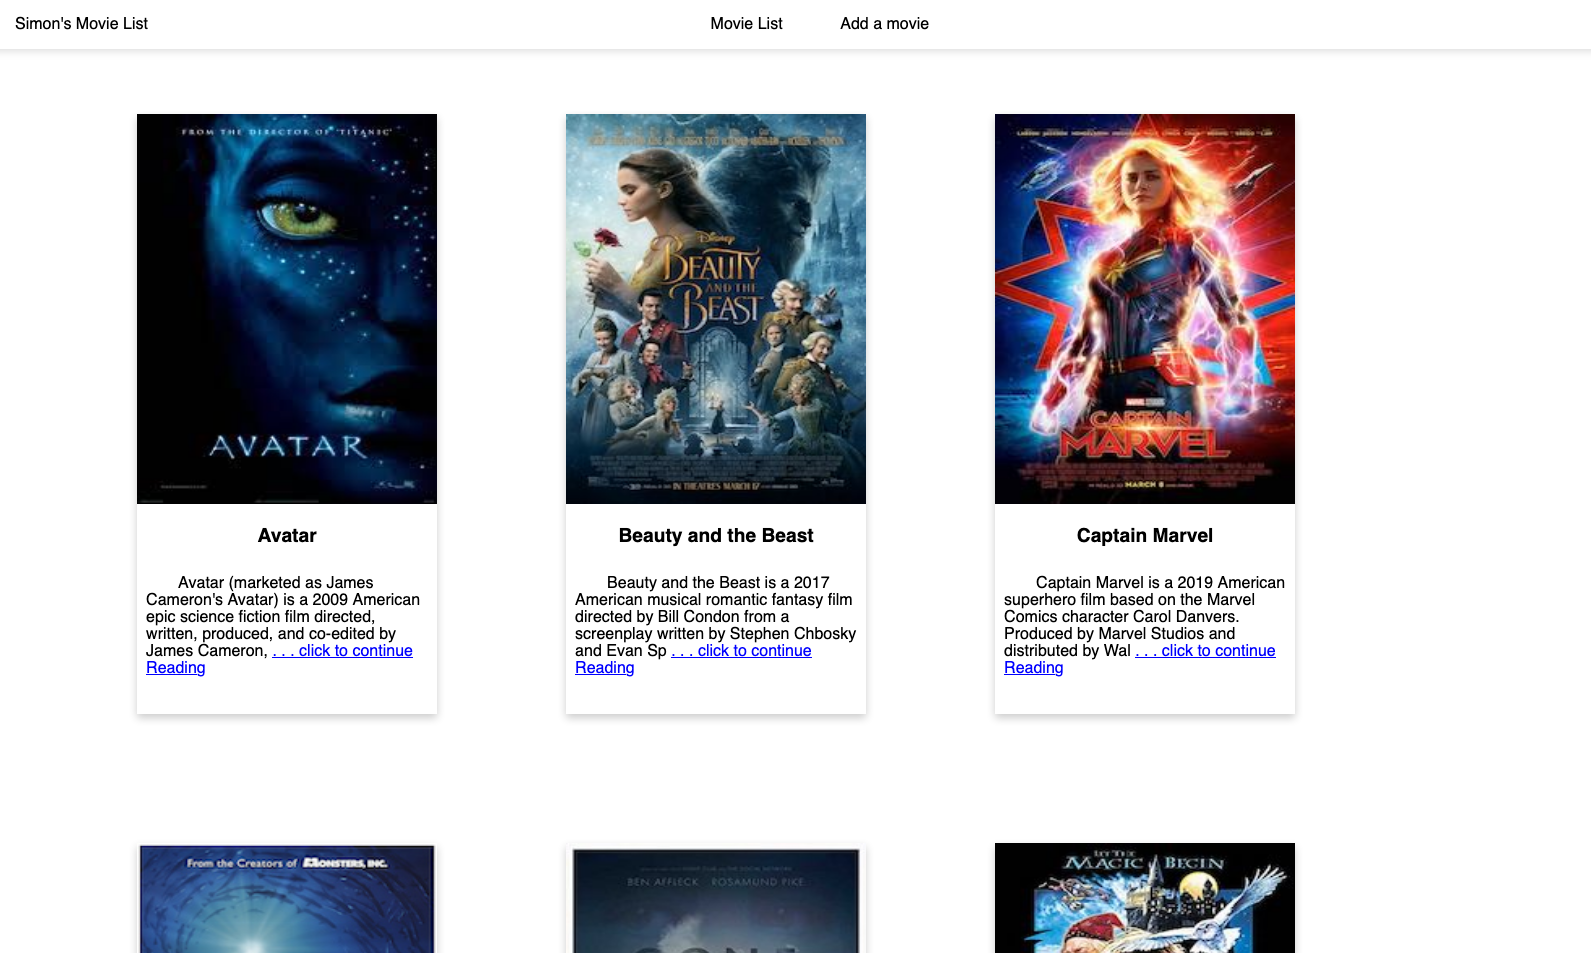 Simon's Movie List
Movie List
Add a movie
FROM THE DIRECTOR OF "TITANIC"
AVATAR
Avatar
Avatar (marketed as James
Cameron's Avatar) is a 2009 American
epic science fiction film directed,
written, produced, and co-edited by
James Cameron, . . . click to continue
Reading
Disney
BEAUTY
AND THE
BEAST
IN THEATRES MARCH 17
Beauty and the Beast
Beauty and the Beast is a 2017
American musical romantic fantasy film
directed by Bill Condon from a
screenplay written by Stephen Chbosky
and Evan Sp . . . click to continue
Reading
MARVEL
CAPTAIN
MARVEL
MARCH 8
Captain Marvel
Captain Marvel is a 2019 American
superhero film based on the Marvel
Comics character Carol Danvers.
Produced by Marvel Studios and
distributed by Wal . . . click to continue
Reading
From the Creators of MONSTERS, INC.
BEN AFFLECK ROSAMUND PIKE
LET THE
MAGIC BEGIN